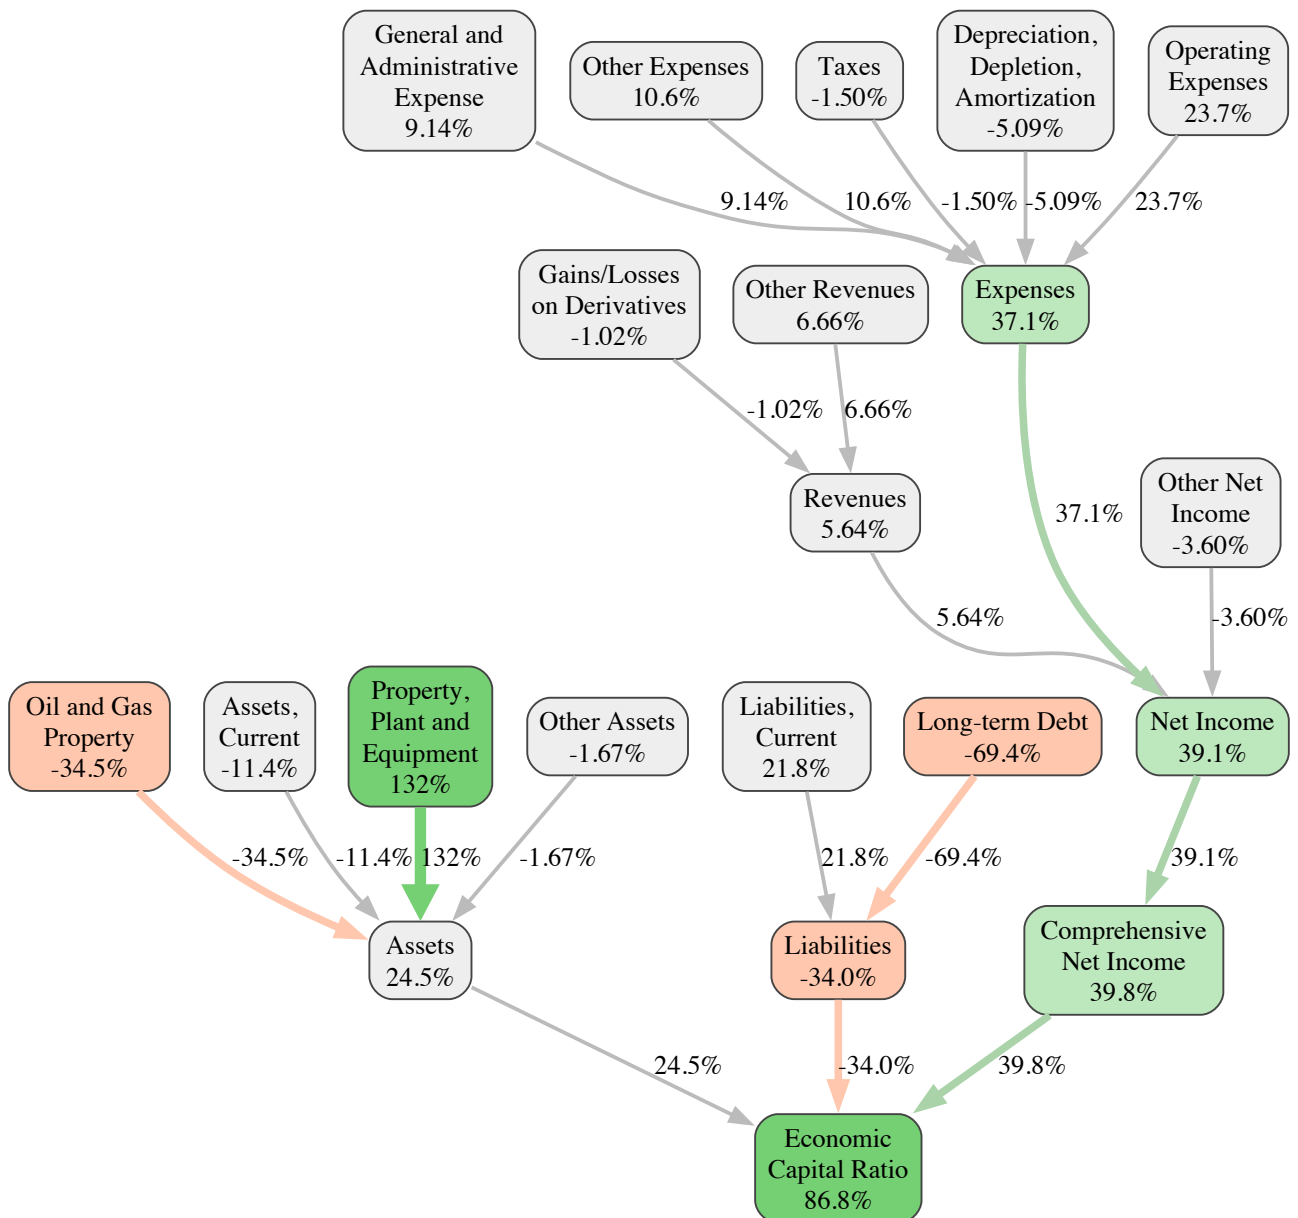 General and
Administrative
Expense
9.14%
Other Expenses
10.6%
Taxes
-1.50%
Depreciation,
Depletion,
Amortization
-5.09%
Operating
Expenses
23.7%
9.14%
10.6%
-1.50%
-5.09%
23.7%
Gains/Losses
on Derivatives
-1.02%
Other Revenues
6.66%
Expenses
37.1%
-1.02%
6.66%
Revenues
5.64%
37.1%
Other Net
Income
-3.60%
5.64%
-3.60%
Oil and Gas
Property
-34.5%
Assets,
Current
-11.4%
Property,
Plant and
Equipment
132%
Other Assets
-1.67%
Liabilities,
Current
21.8%
Long-term Debt
-69.4%
Net Income
39.1%
-34.5%
-11.4%
132%
-1.67%
21.8%
-69.4%
39.1%
Assets
24.5%
Liabilities
-34.0%
Comprehensive
Net Income
39.8%
24.5%
-34.0%
39.8%
Economic
Capital Ratio
86.8%